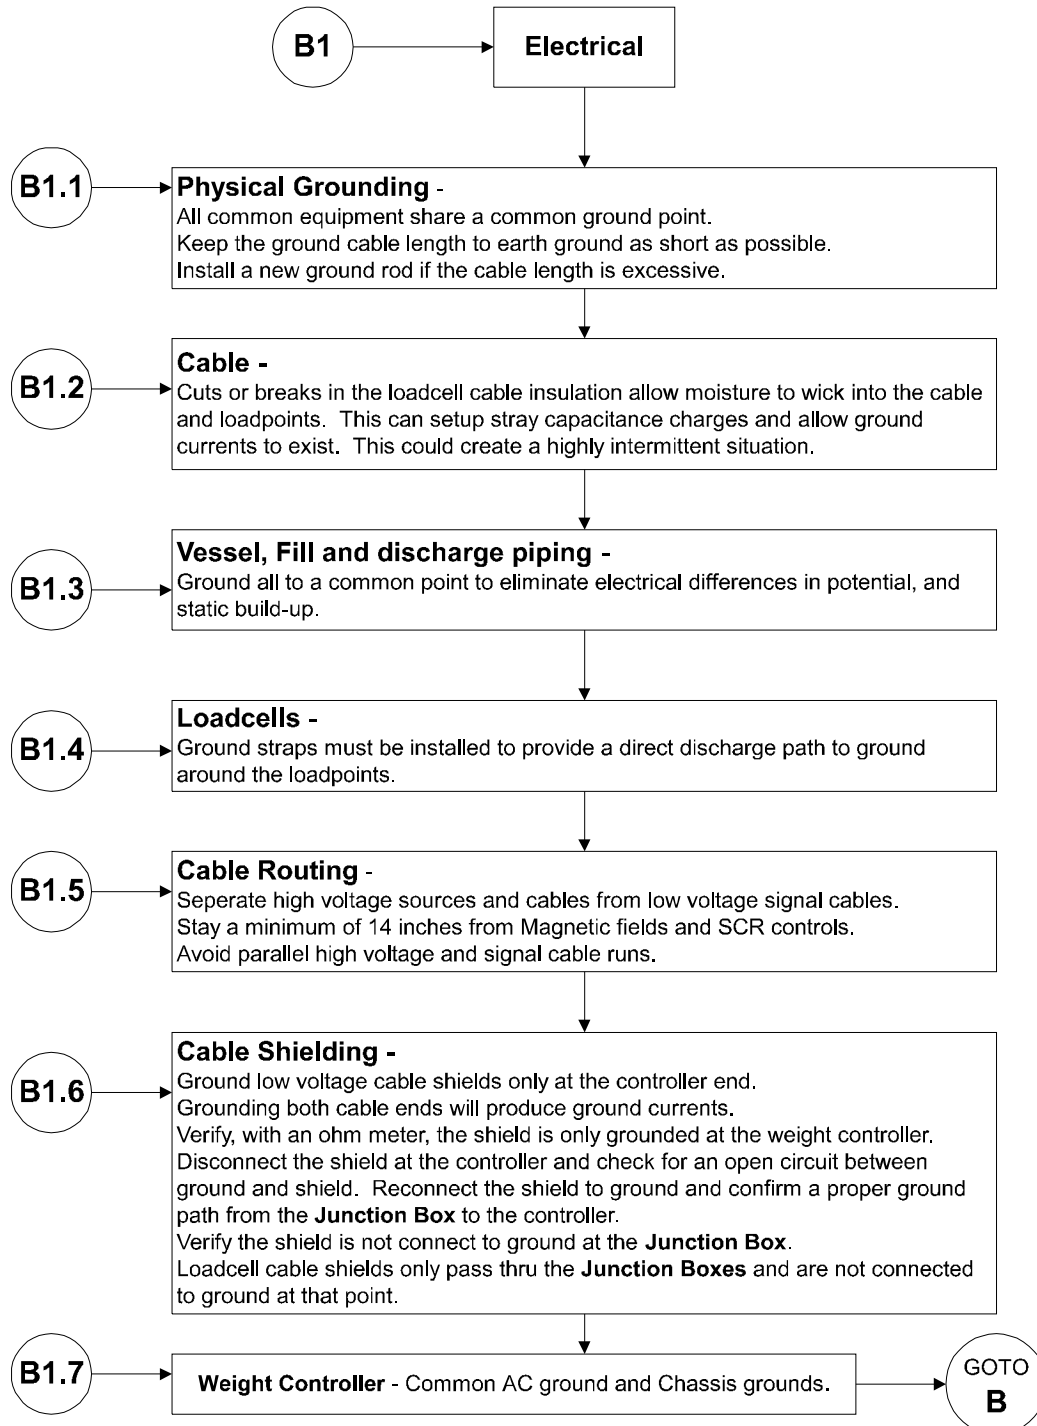 B1
Electrical
B1.1
Physical Grounding -
All common equipment share a common ground point.
Keep the ground cable length to earth ground as short as possible.
Install a new ground rod if the cable length is excessive.
B1.2
Cable -
Cuts or breaks in the loadcell cable insulation allow moisture to wick into the cable
and loadpoints.  This can setup stray capacitance charges and allow ground
currents to exist.  This could create a highly intermittent situation.
B1.3
Vessel, Fill and discharge piping -
Ground all to a common point to eliminate electrical differences in potential, and
static build-up.
B1.4
Loadcells -
Ground straps must be installed to provide a direct discharge path to ground
around the loadpoints.
B1.5
Cable Routing -
Seperate high voltage sources and cables from low voltage signal cables.
Stay a minimum of 14 inches from Magnetic fields and SCR controls.
Avoid parallel high voltage and signal cable runs.
B1.6
Cable Shielding -
Ground low voltage cable shields only at the controller end.
Grounding both cable ends will produce ground currents.
Verify, with an ohm meter, the shield is only grounded at the weight controller.
Disconnect the shield at the controller and check for an open circuit between
ground and shield.  Reconnect the shield to ground and confirm a proper ground
path from the Junction Box to the controller.
Verify the shield is not connect to ground at the Junction Box.
Loadcell cable shields only pass thru the Junction Boxes and are not connected
to ground at that point.
B1.7
Weight Controller - Common AC ground and Chassis grounds.
GOTO
B